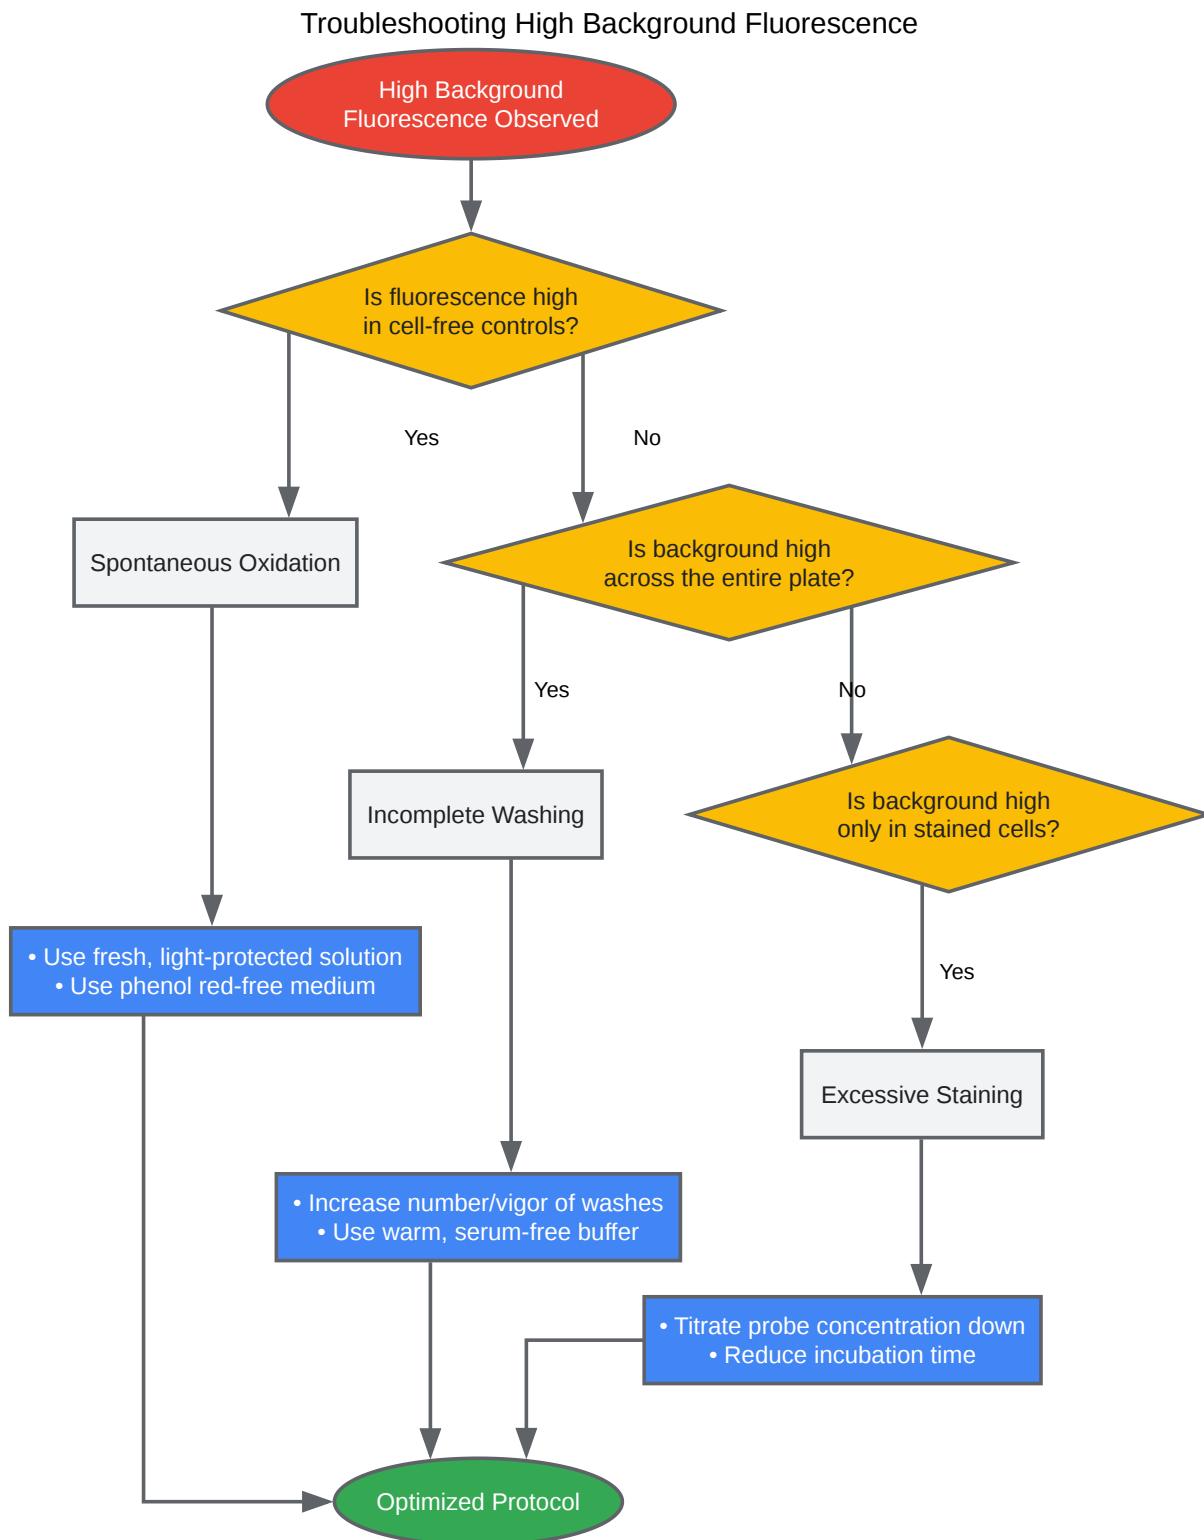 Troubleshooting High Background Fluorescence
High Background
Fluorescence Observed
Is fluorescence high
in cell-free controls?
Yes
No
Spontaneous Oxidation
Is background high
across the entire plate?
Yes
No
Incomplete Washing
Is background high
only in stained cells?
• Use fresh, light-protected solution
• Use phenol red-free medium
Yes
Excessive Staining
• Increase number/vigor of washes
• Use warm, serum-free buffer
• Titrate probe concentration down
• Reduce incubation time
Optimized Protocol